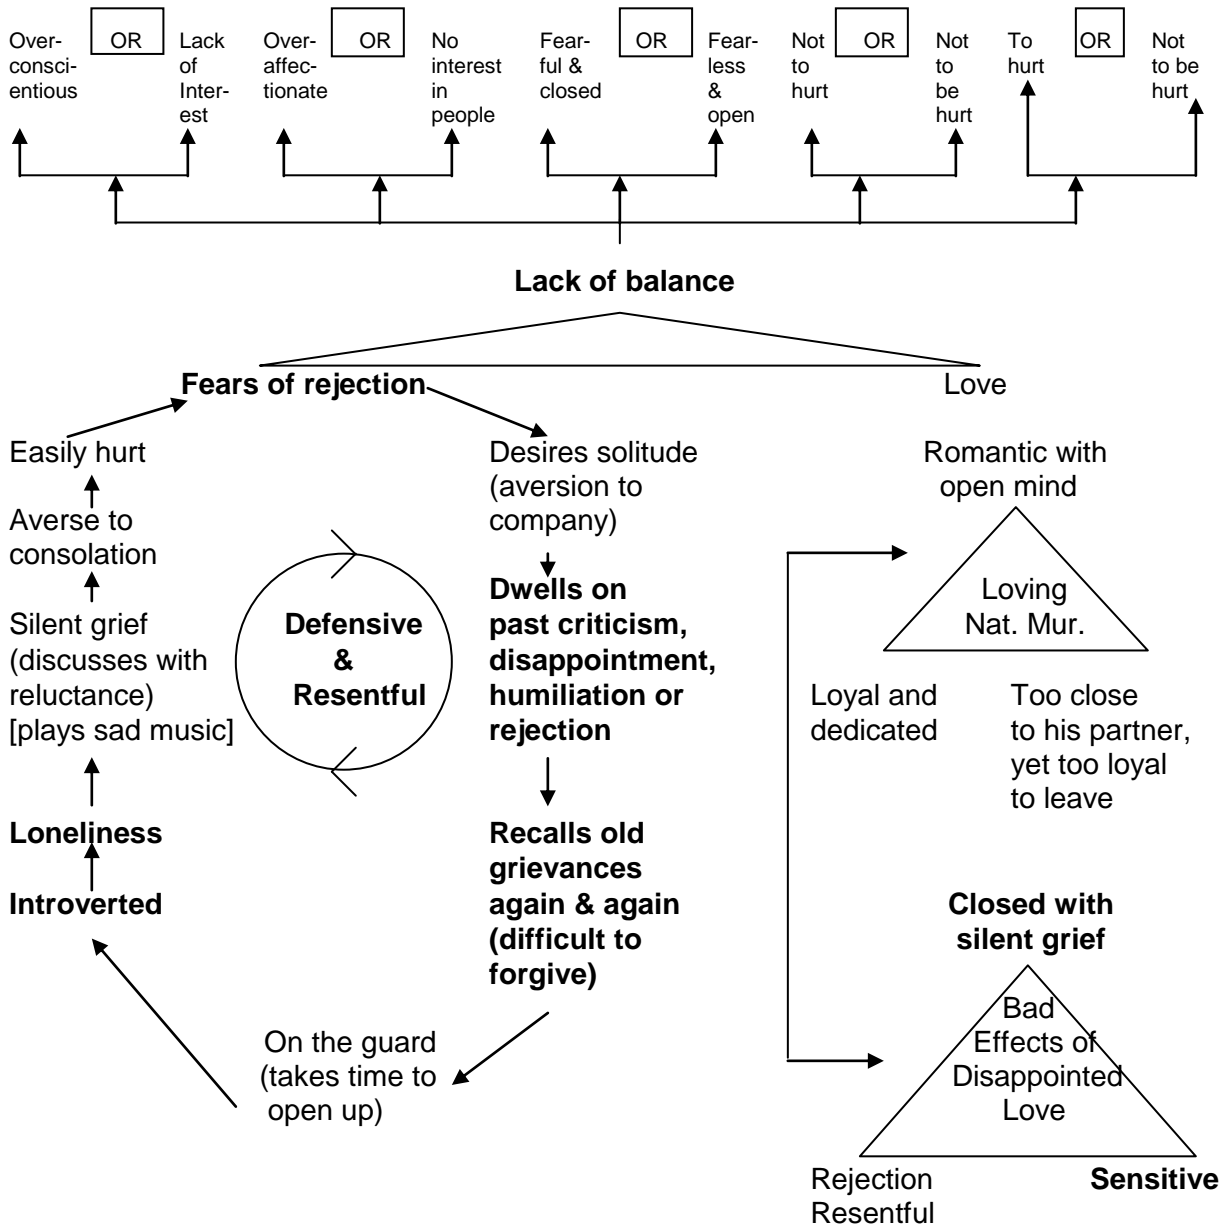 Over-
consci-
entious
OR
Lack
of
Inter-
est
Over-
affec-
tionate
OR
No
interest
in
people
Fear-
ful &
closed
OR
Fear-
less
&
open
Not
to
hurt
OR
Not
to
be
hurt
To
hurt
OR
Not
to be
hurt
Lack of balance
Fears of rejection
Love
Easily hurt
Averse to
consolation
Silent grief
(discusses with
reluctance)
[plays sad music]
Loneliness
Introverted
Defensive
&
Resentful
Desires solitude
(aversion to
company)
Dwells on
past criticism,
disappointment,
humiliation or
rejection
Recalls old
grievances
again & again
(difficult to
forgive)
On the guard
(takes time to
open up)
Romantic with
open mind
Loving
Nat. Mur.
Loyal and
dedicated
Too close
to his partner,
yet too loyal
to leave
Closed with
silent grief
Bad
Effects of
Disappointed
Love
Rejection
Resentful
Sensitive